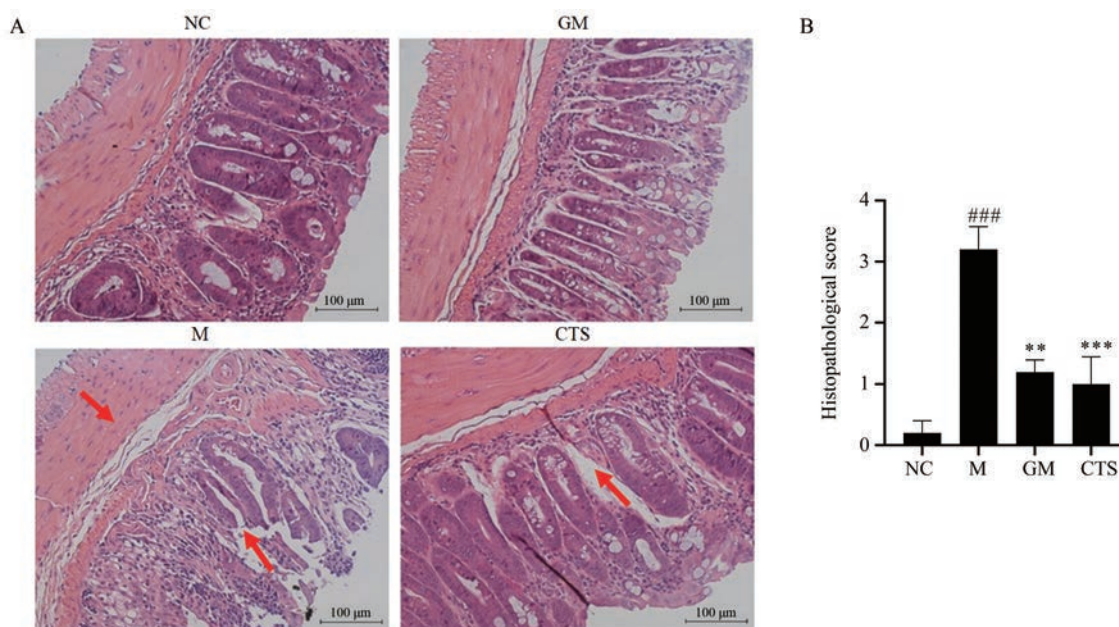 A
NC
GM
100 μm
100 μm
M
CTS
100 μm
100 μm
B
Histopathological score
4
3
2
1
0
###
**
***
NC
M
GM
CTS